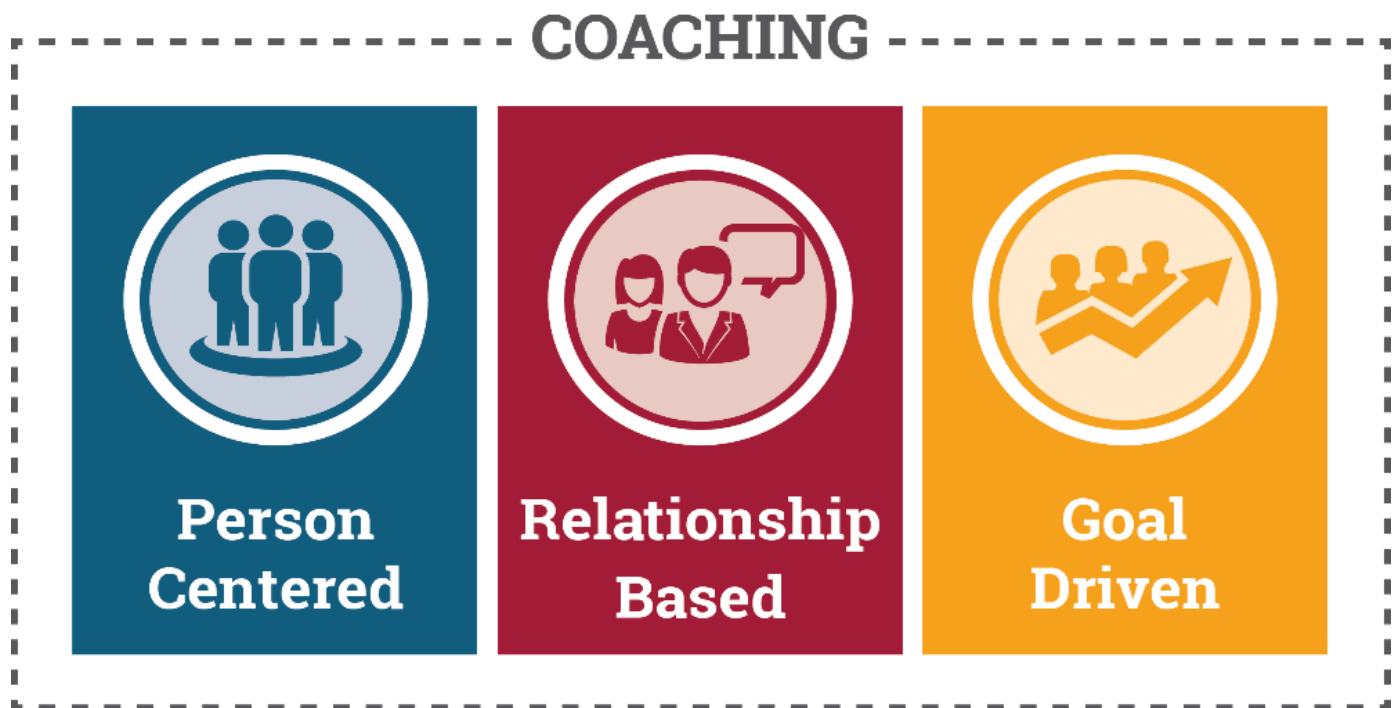 COACHING
Person
Centered
Relationship
Based
Goal
Driven